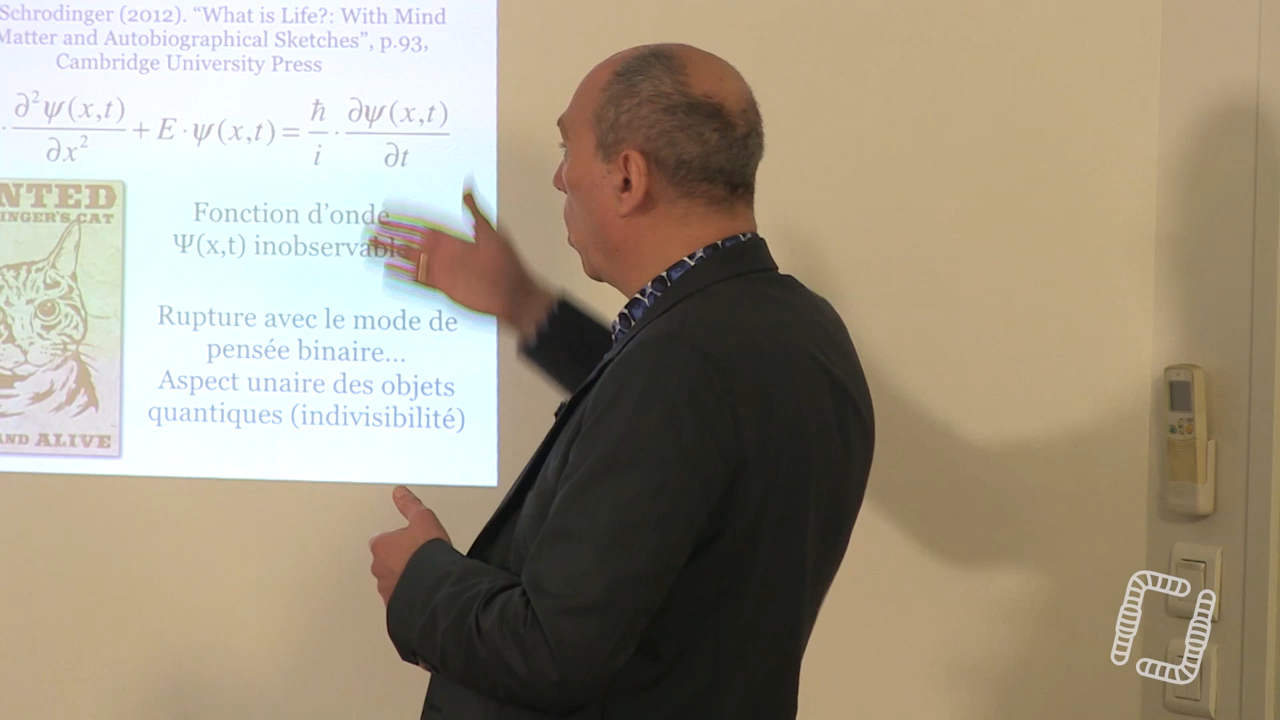 Schrodinger (2012). “What is Life?: With Mind
Matter and Autobiographical Sketches”, p.93,
Cambridge University Press
· ∂²ψ(x,t)/∂x² + E·ψ(x,t) = ħ/i · ∂ψ(x,t)/∂t
NTED
INGER'S CAT
Fonction d’onde
Ψ(x,t) inobservable
Rupture avec le mode de
pensée binaire...
Aspect unaire des objets
quantiques (indivisibilité)
AND ALIVE